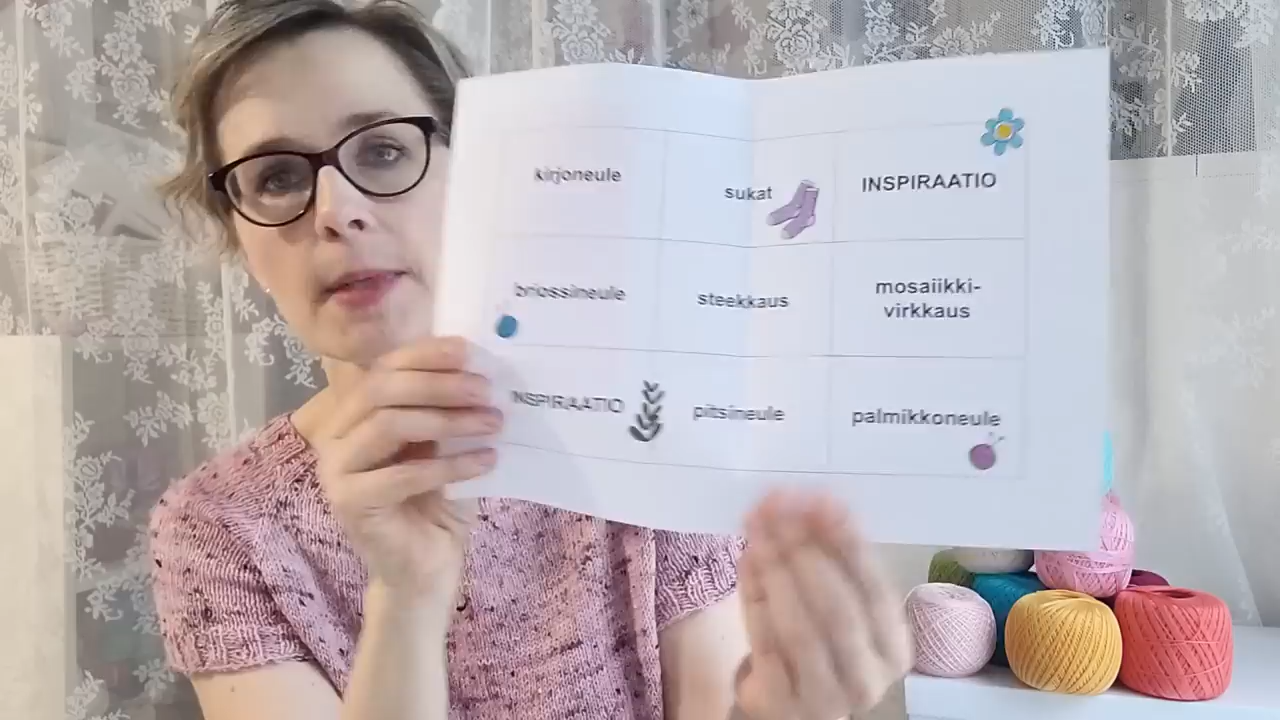 kirjoneule
sukat
INSPIRAATIO
briossineule
steekkaus
mosaiikki-
virkkaus
INSPIRAATIO
pitsineule
palmikkoneule